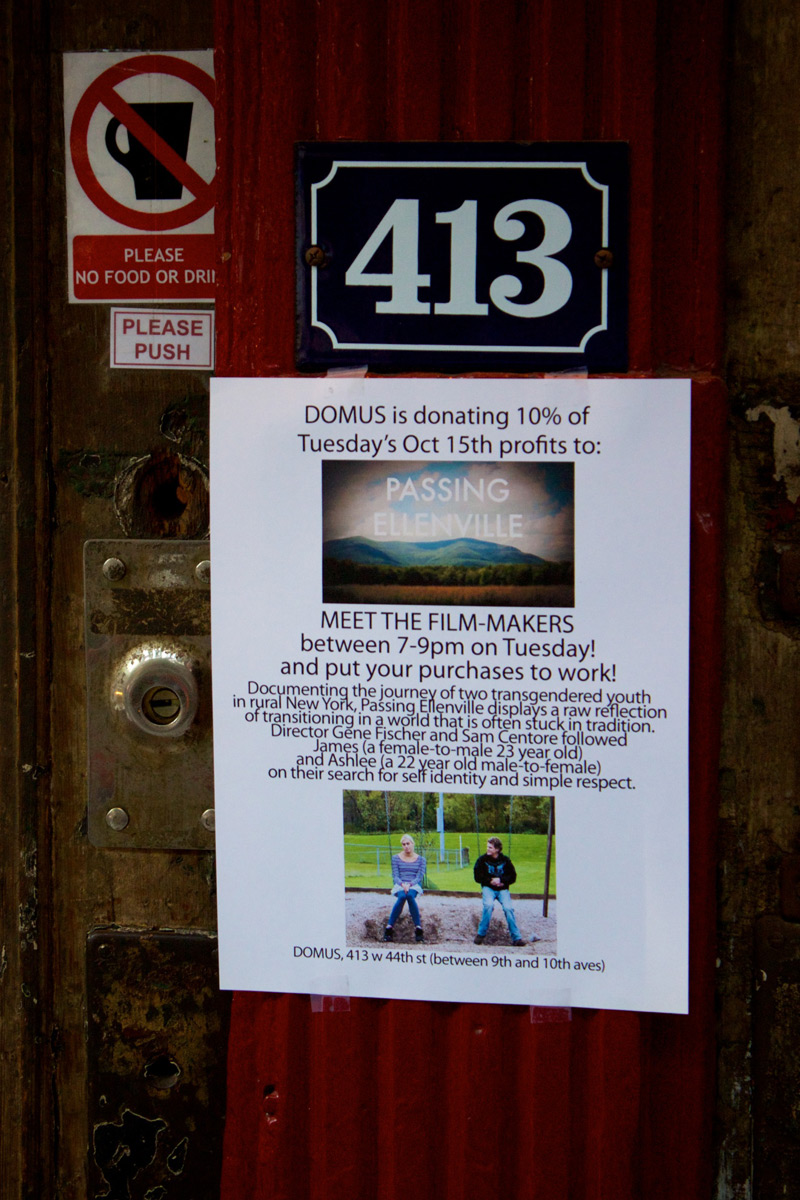 PLEASE
NO FOOD OR DRI
PLEASE
PUSH
413
DOMUS is donating 10% of
Tuesday's Oct 15th profits to:
PASSING
ELLENVILLE
MEET THE FILM-MAKERS
between 7-9pm on Tuesday!
and put your purchases to work!
Documenting the journey of two transgendered youth
in rural New York, Passing Ellenville displays a raw reflection
of transitioning in a world that is often stuck in tradition.
Director Gene Fischer and Sam Centore followed
James (a female-to-male 23 year old)
and Ashlee (a 22 year old male-to-female)
on their search for self identity and simple respect.
DOMUS, 413 w 44th st (between 9th and 10th aves)